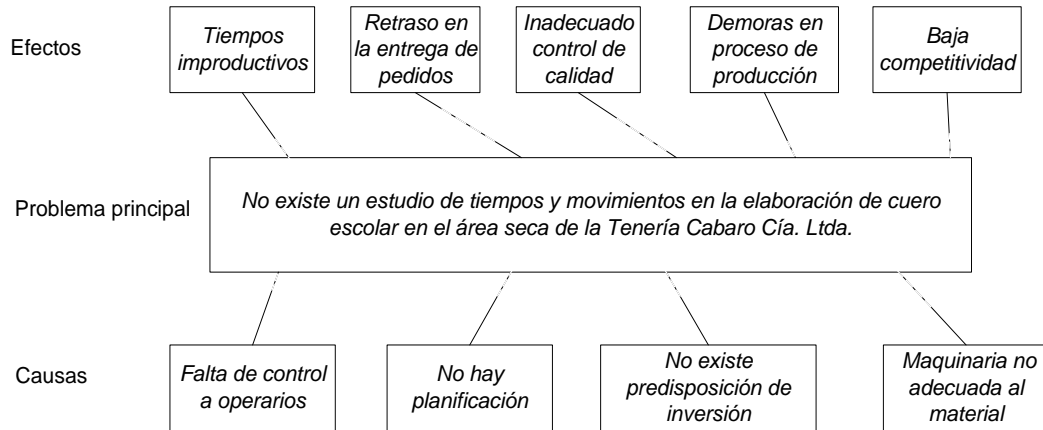 Efectos
Tiempos
improductivos
Retraso en
la entrega de
pedidos
Inadecuado
control de
calidad
Demoras en
proceso de
producción
Baja
competitividad
Problema principal
No existe un estudio de tiempos y movimientos en la elaboración de cuero
escolar en el área seca de la Tenería Cabaro Cía. Ltda.
Causas
Falta de control
a operarios
No hay
planificación
No existe
predisposición de
inversión
Maquinaria no
adecuada al
material